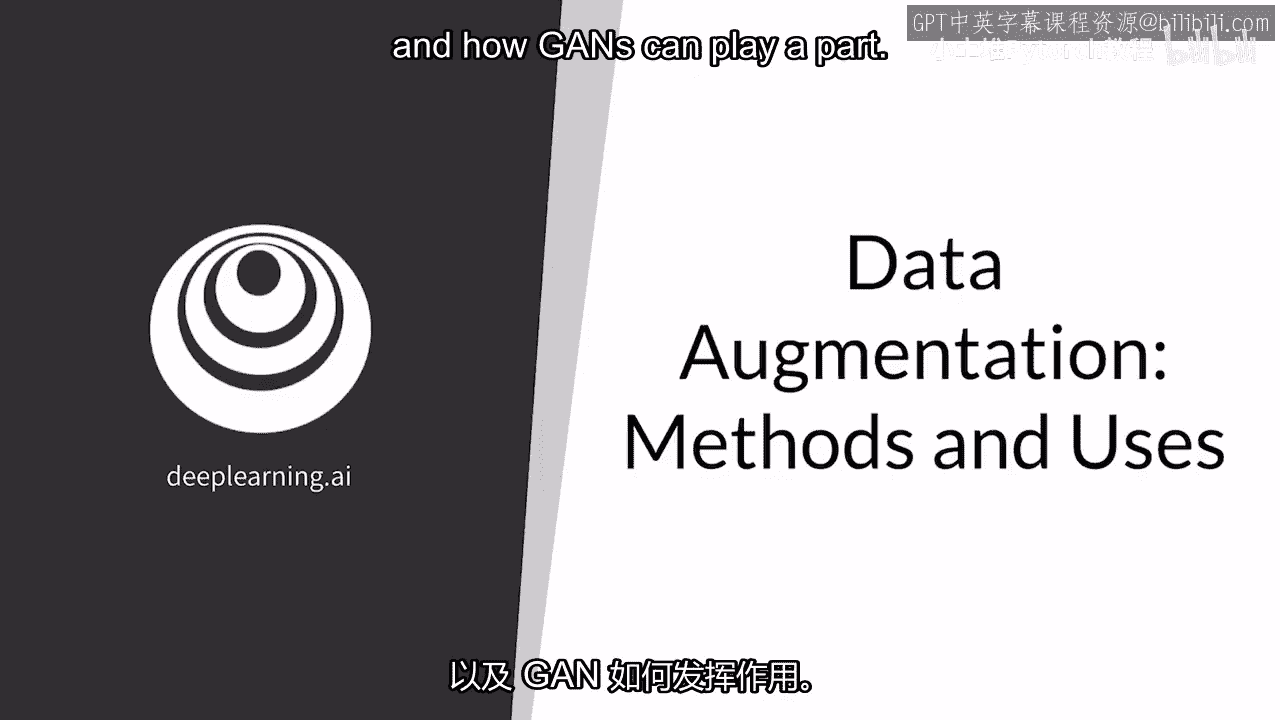 GPT中英字幕课程资源@bilibili.com
and how GANs can play a part.
bilibili
Data
Augmentation:
Methods and Uses
deeplearning.ai
以及 GAN 如何发挥作用。